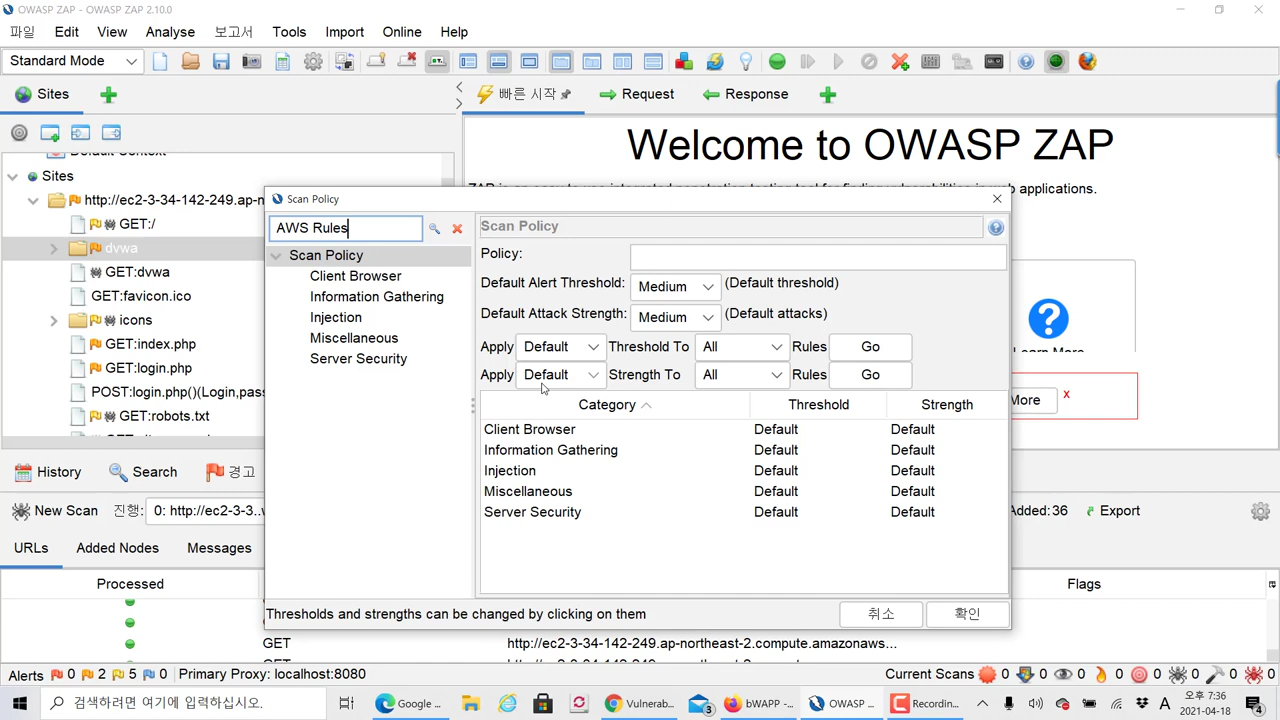 OWASP ZAP - OWASP ZAP 2.10.0
파일 Edit View Analyse 보고서 Tools Import Online Help
Standard Mode
Sites
빠른 시작 Request Response
Default Context
Sites
Welcome to OWASP ZAP
http://ec2-3-34-142-249.ap-n
GET:/
dvwa
GET:dvwa
GET:favicon.ico
icons
GET:index.php
GET:login.php
POST:login.php()(Login,pass
GET:robots.txt
Scan Policy
AWS Rules
Scan Policy
Client Browser
Information Gathering
Injection
Miscellaneous
Server Security
Scan Policy
Policy:
Default Alert Threshold: Medium (Default threshold)
Default Attack Strength: Medium (Default attacks)
Apply Default Threshold To All Rules Go
Apply Default Strength To All Rules Go
Category Threshold Strength
Client Browser Default Default
Information Gathering Default Default
Injection Default Default
Miscellaneous Default Default
Server Security Default Default
Thresholds and strengths can be changed by clicking on them
취소 확인
Learn More
More x
History Search 경고
New Scan 진행: 0: http://ec2-3-3..w
Added: 36 Export
URLs Added Nodes Messages
Processed Flags
GET http://ec2-3-34-142-249.ap-northeast-2.compute.amazonaws...
Alerts 0 2 5 0 Primary Proxy: localhost:8080
Current Scans 0 0 0 0 0 0 0 0
검색하려면 여기에 입력하십시오.
Google ...
Vulnerab...
3
bWAPP -...
OWASP ...
Recordin...
A
오후 7:36
2021-04-18
4